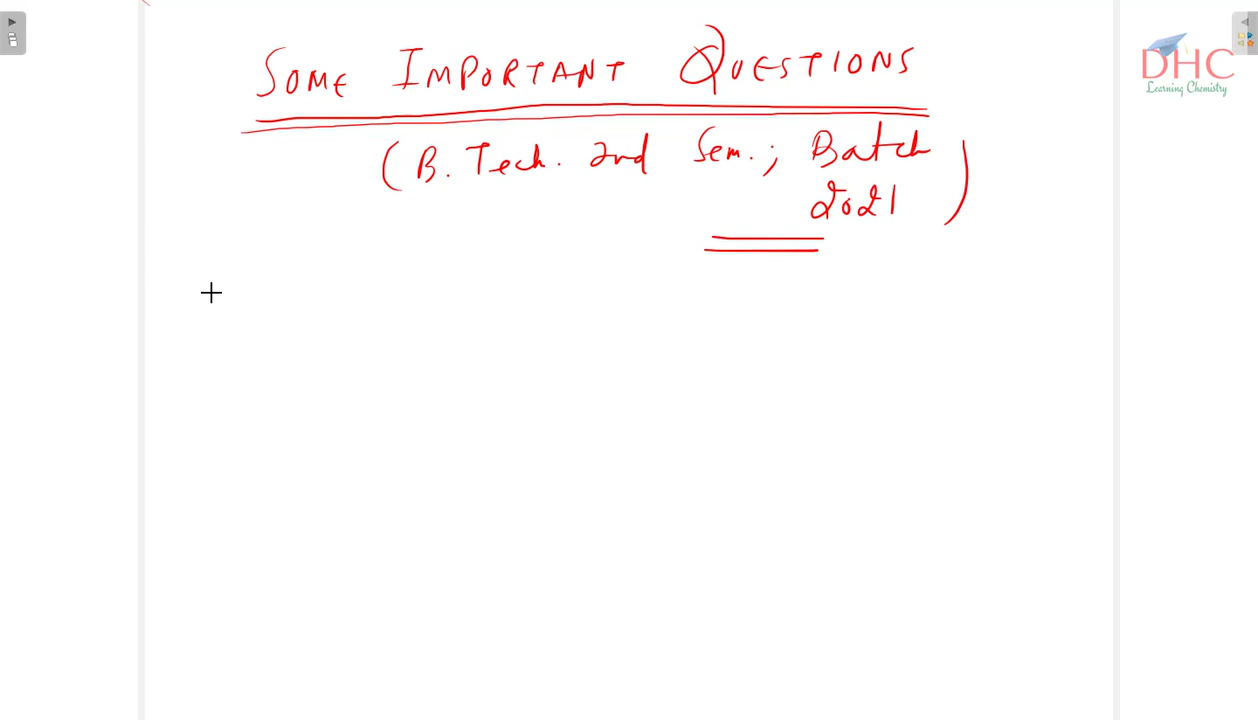 SOME IMPORTANT QUESTIONS
(B. Tech. 2nd Sem.; Batch
2021)
DHC
Learning Chemistry